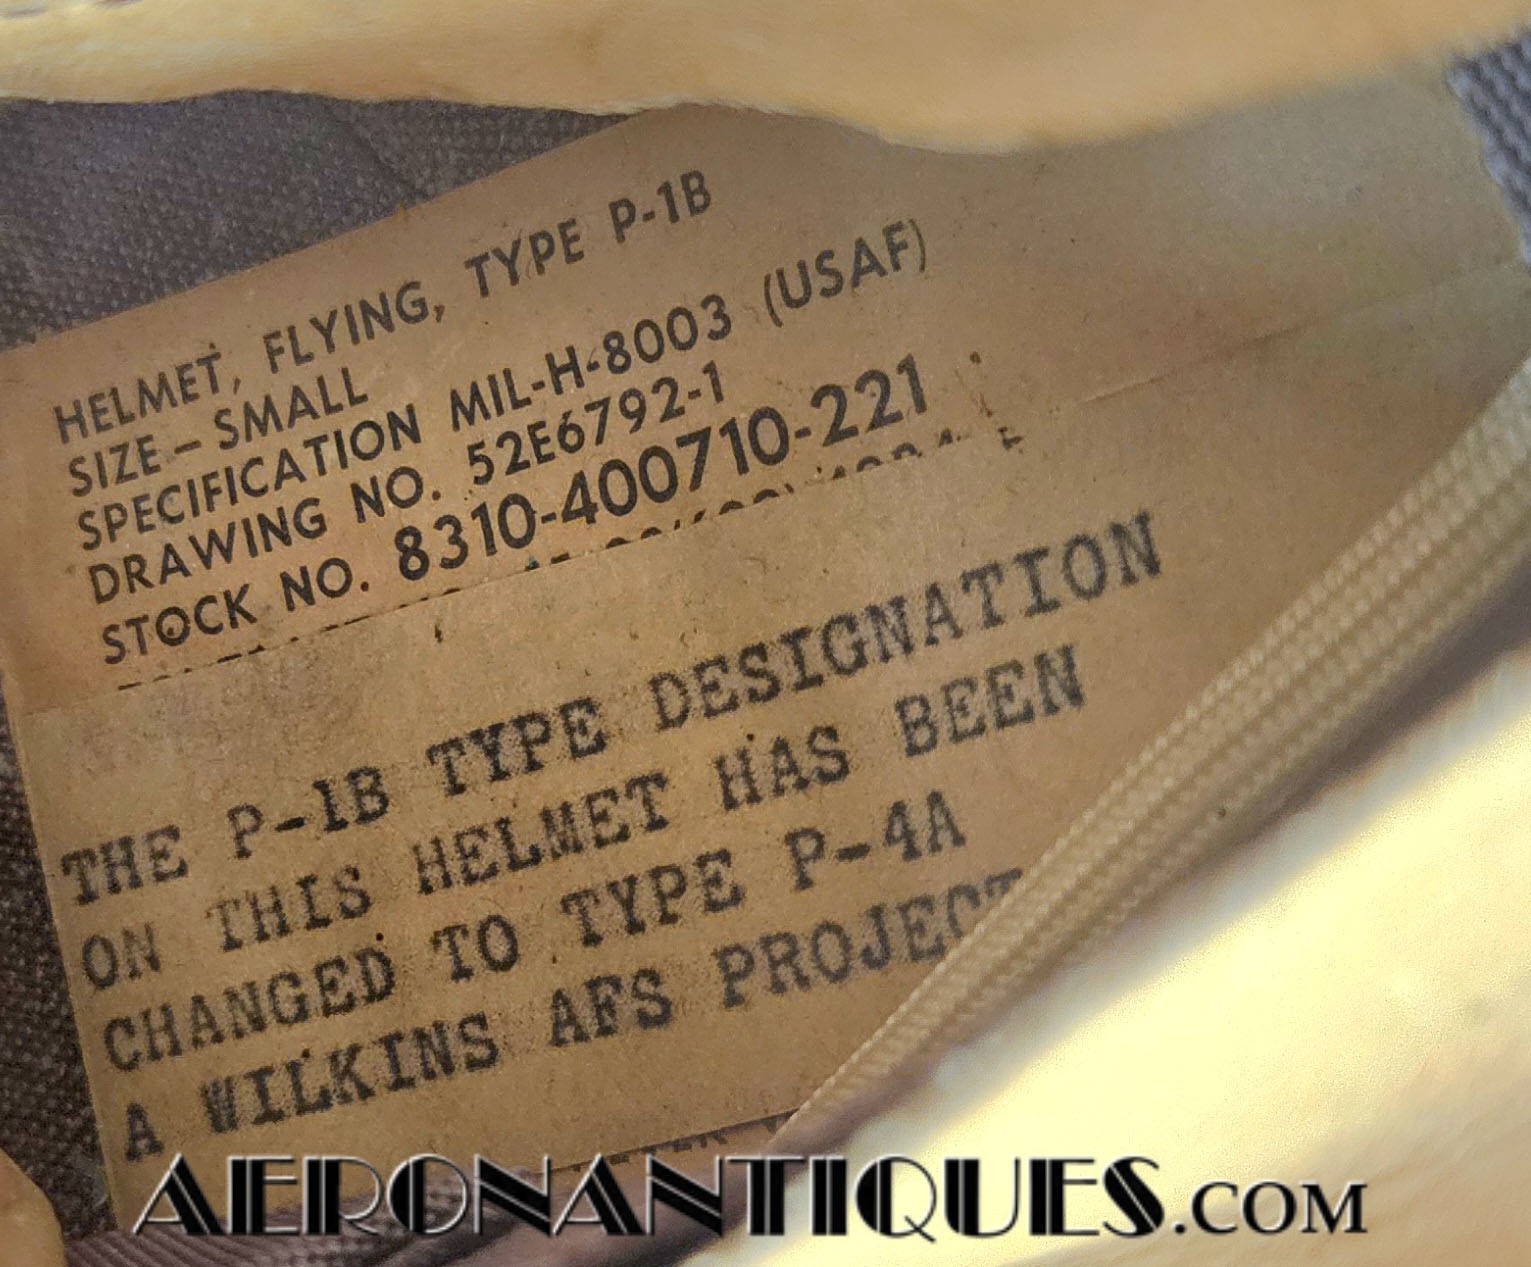 HELMET, FLYING, TYPE P-1B
SIZE – SMALL
SPECIFICATION MIL-H-8003 (USAF)
DRAWING NO. 52E6792-1
STOCK NO. 8310-400710-221
THE P-1B TYPE DESIGNATION
ON THIS HELMET HAS BEEN
CHANGED TO TYPE P-4A
A WILKINS AFS PROJECT
AERONANTIQUES.COM